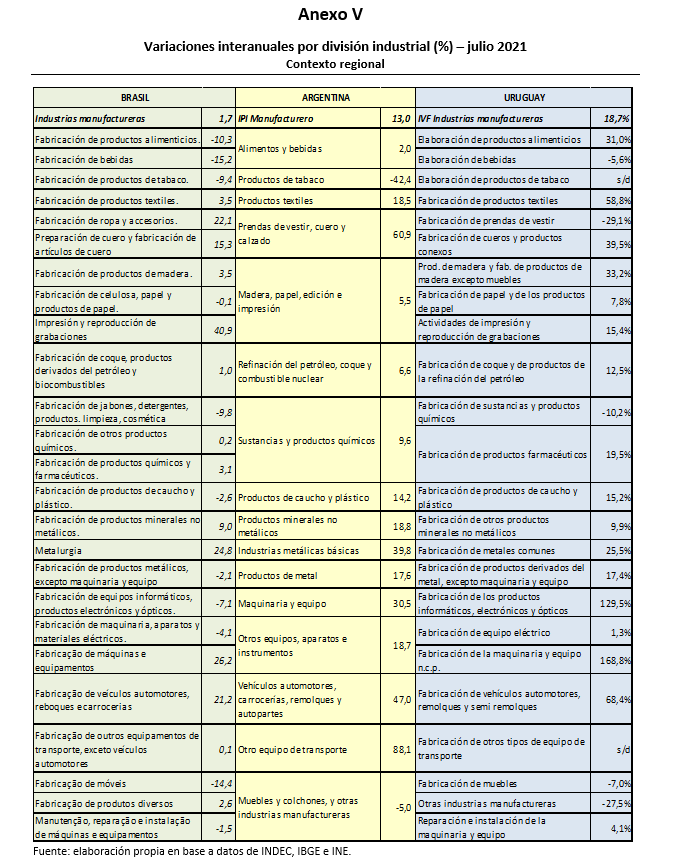 Anexo V
Variaciones interanuales por división industrial (%) – julio 2021
Contexto regional
BRASIL ARGENTINA URUGUAY
Industrias manufactureras 1,7 IPI Manufacturero 13,0 IVF Industrias manufactureras 18,7%
Fabricación de productos alimenticios. -10,3
Alimentos y bebidas 2,0
Elaboración de productos alimenticios 31,0%
Fabricación de bebidas -15,2
Elaboración de bebidas -5,6%
Fabricación de productos de tabaco. -9,4 Productos de tabaco -42,4 Elaboración de productos de tabaco s/d
Fabricación de productos textiles. 3,5 Productos textiles 18,5 Fabricación de productos textiles 58,8%
Fabricación de ropa y accesorios. 22,1
Prendas de vestir, cuero y
calzado 60,9
Fabricación de prendas de vestir -29,1%
Preparación de cuero y fabricación de
artículos de cuero 15,3
Fabricación de cueros y productos
conexos 39,5%
Fabricación de productos de madera. 3,5
Madera, papel, edición e
impresión 5,5
Prod. de madera y fab. de productos de
madera excepto muebles 33,2%
Fabricación de celulosa, papel y
productos de papel. -0,1
Fabricación de papel y de los productos
de papel 7,8%
Impresión y reproducción de
grabaciones 40,9
Actividades de impresión y
reproducción de grabaciones 15,4%
Fabricación de coque, productos
derivados del petróleo y
biocombustibles 1,0
Refinación del petróleo, coque y
combustible nuclear 6,6
Fabricación de coque y de productos de
la refinación del petróleo 12,5%
Fabricación de jabones, detergentes,
productos. limpieza, cosmética -9,8
Sustancias y productos químicos 9,6
Fabricación de sustancias y productos
químicos -10,2%
Fabricación de otros productos
químicos. 0,2
Fabricación de productos farmacéuticos 19,5%
Fabricación de productos químicos y
farmacéuticos. 3,1
Fabricación de productos de caucho y
plástico. -2,6
Productos de caucho y plástico 14,2
Fabricación de productos de caucho y
plástico 15,2%
Fabricación de productos minerales no
metálicos. 9,0
Productos minerales no
metálicos 18,8
Fabricación de otros productos
minerales no metálicos 9,9%
Metalurgia 24,8 Industrias metálicas básicas 39,8 Fabricación de metales comunes 25,5%
Fabricación de productos metálicos,
excepto maquinaria y equipo -2,1
Productos de metal 17,6
Fabricación de productos derivados del
metal, excepto maquinaria y equipo 17,4%
Fabricación de equipos informáticos,
productos electrónicos y ópticos. -7,1
Maquinaria y equipo 30,5
Fabricación de los productos
informáticos, electrónicos y ópticos 129,5%
Fabricación de maquinaria, aparatos y
materiales eléctricos. -4,1
Otros equipos, aparatos e
instrumentos 18,7
Fabricación de equipo eléctrico 1,3%
Fabricação de máquinas e
equipamentos 26,2
Fabricación de la maquinaria y equipo
n.c.p. 168,8%
Fabricação de veículos automotores,
reboques e carrocerias 21,2
Vehículos automotores,
carrocerías, remolques y
autopartes 47,0
Fabricación de vehículos automotores,
remolques y semi remolques 68,4%
Fabricação de outros equipamentos de
transporte, exceto veículos
automotores 0,1
Otro equipo de transporte 88,1
Fabricación de otros tipos de equipo de
transporte s/d
Fabricação de móveis -14,4
Muebles y colchones, y otras
industrias manufactureras -5,0
Fabricación de muebles -7,0%
Fabricação de produtos diversos 2,6
Otras industrias manufactureras -27,5%
Manutenção, reparação e instalação
de máquinas e equipamentos -1,5
Reparación e instalación de la
maquinaria y equipo 4,1%
Fuente: elaboración propia en base a datos de INDEC, IBGE e INE.